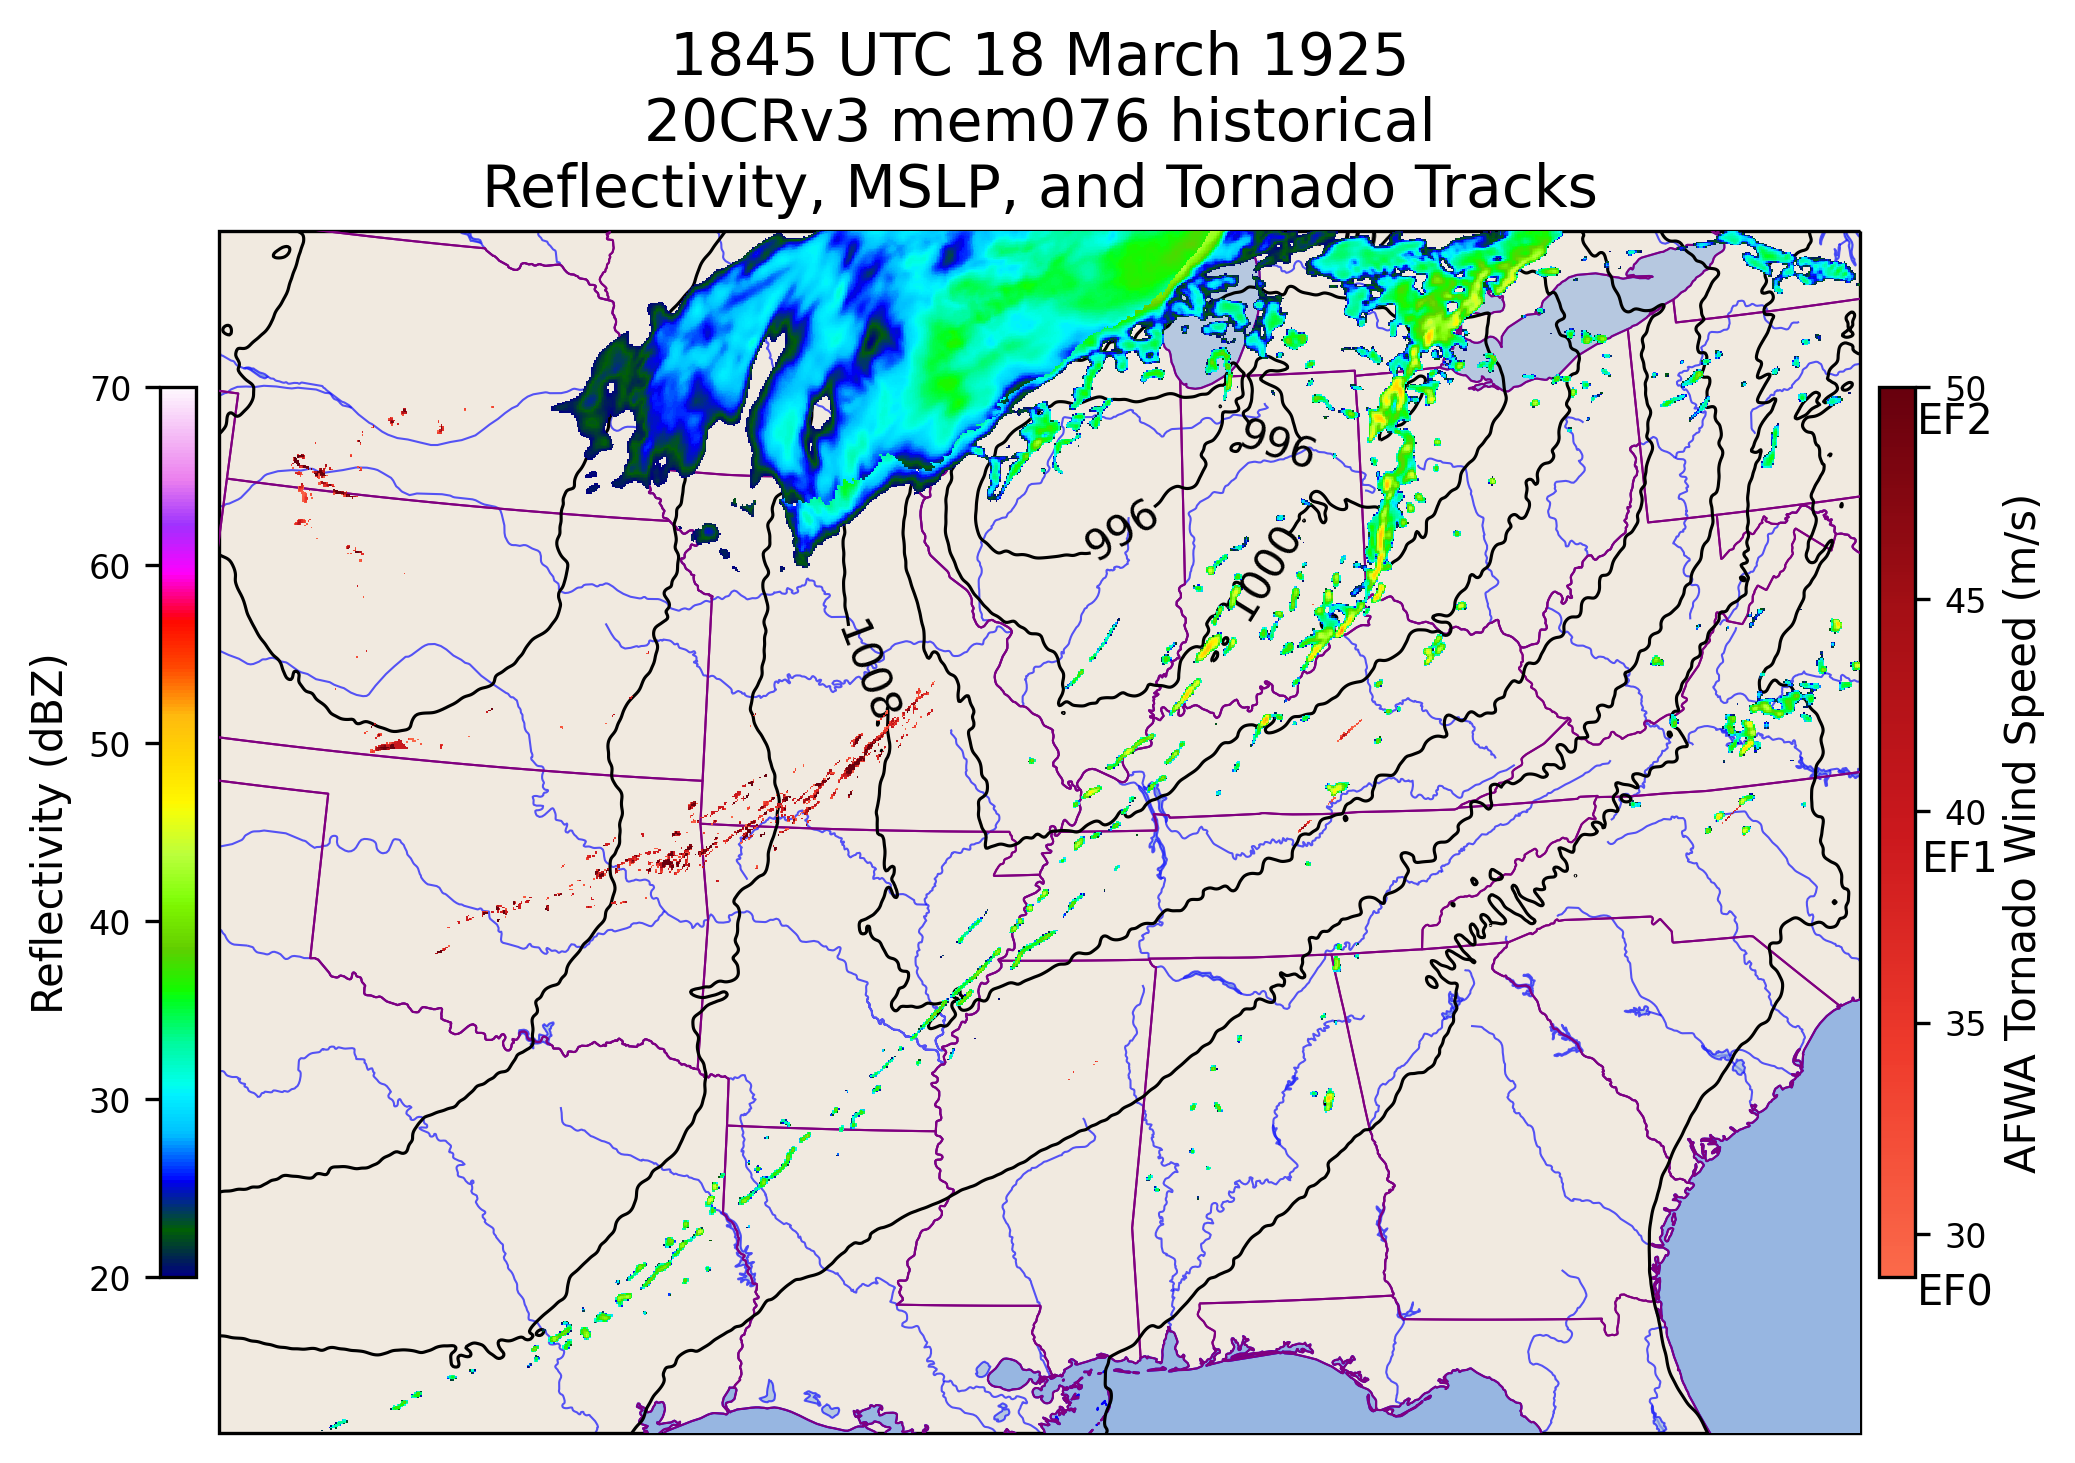 1845 UTC 18 March 1925
20CRv3 mem076 historical
Reflectivity, MSLP, and Tornado Tracks
Reflectivity (dBZ)
70
60
50
40
30
20
996
996
1000
1008
50
EF2
45
40
EF1
35
30
EF0
AFWA Tornado Wind Speed (m/s)